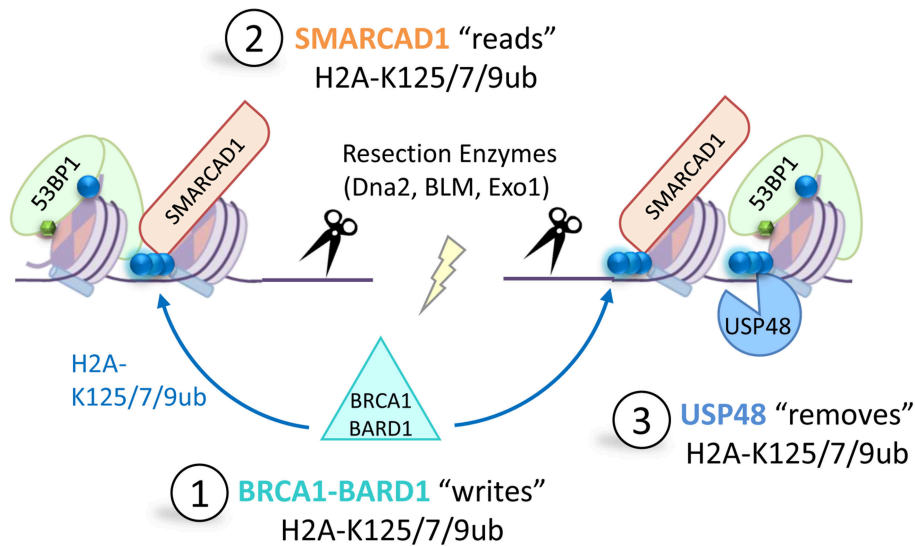 2 SMARCAD1 “reads”
H2A-K125/7/9ub
53BP1
SMARCAD1
Resection Enzymes
(Dna2, BLM, Exo1)
SMARCAD1
53BP1
USP48
H2A-
K125/7/9ub
BRCA1
BARD1
3 USP48 “removes”
H2A-K125/7/9ub
1 BRCA1-BARD1 “writes”
H2A-K125/7/9ub